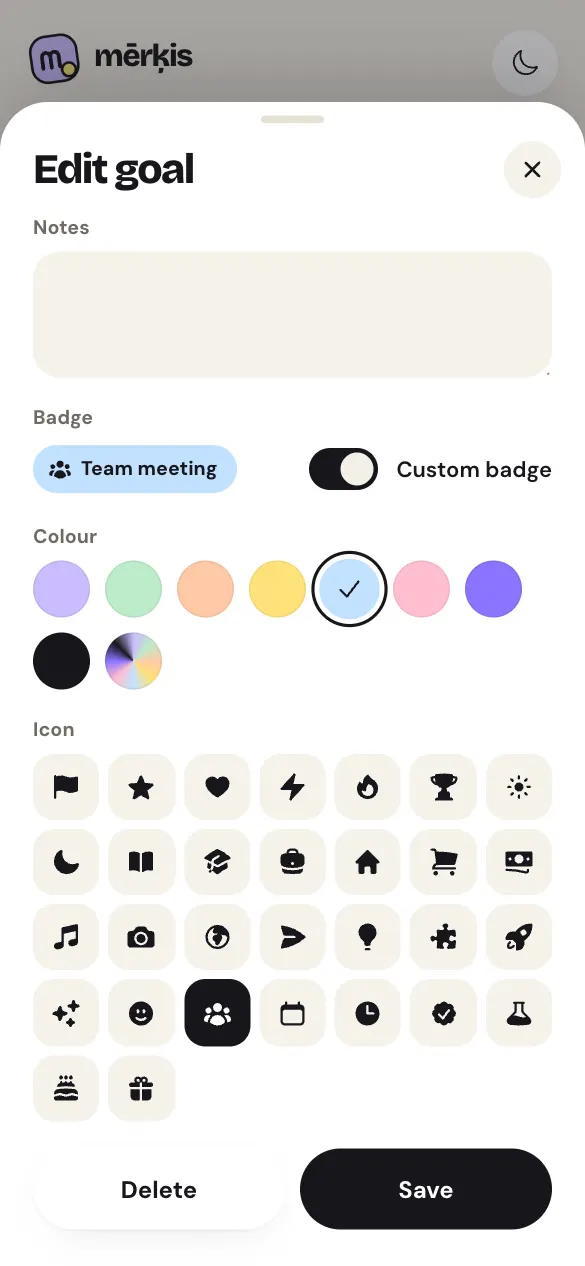 mērķis
Edit goal
Notes
Badge
Team meeting
Custom badge
Colour
Icon
Delete
Save